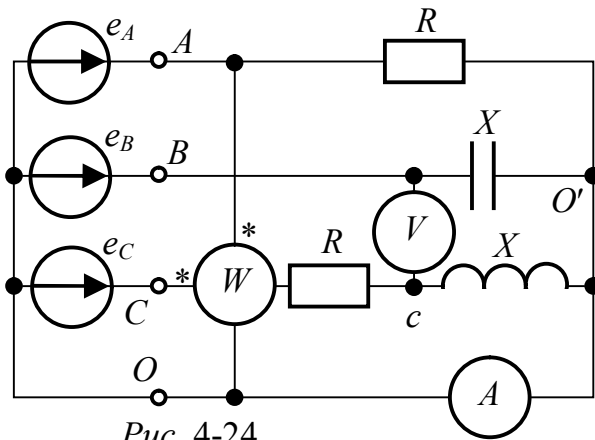 e_A A R
e_B B X
O'
e_C * V
C * W R X
c
O A
Рис. 4-24